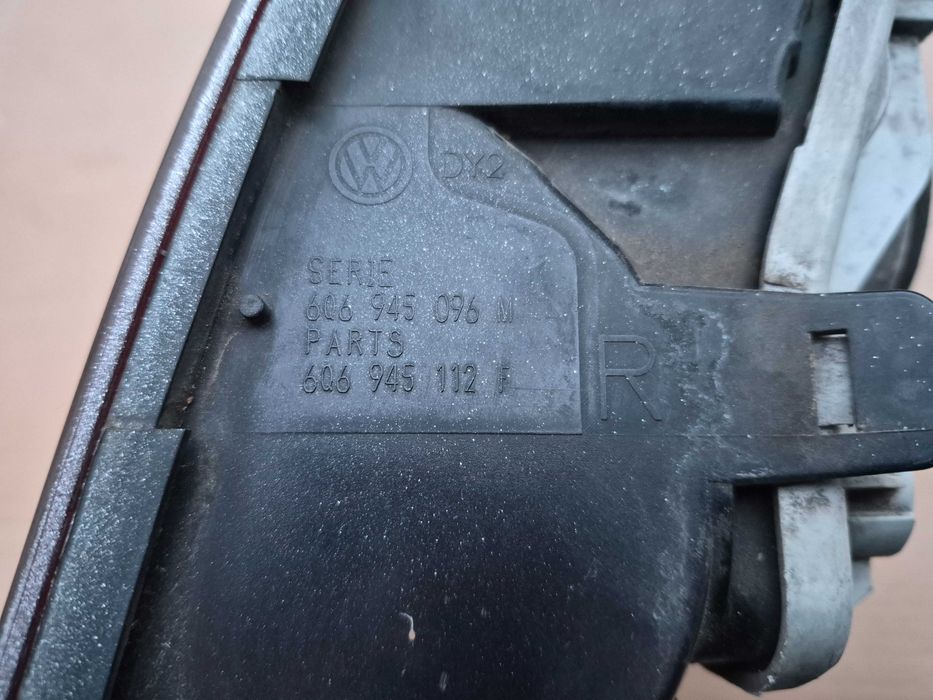 DY2
SERIE
6Q6 945 096 M
PARTS
6Q6 945 112 F
R